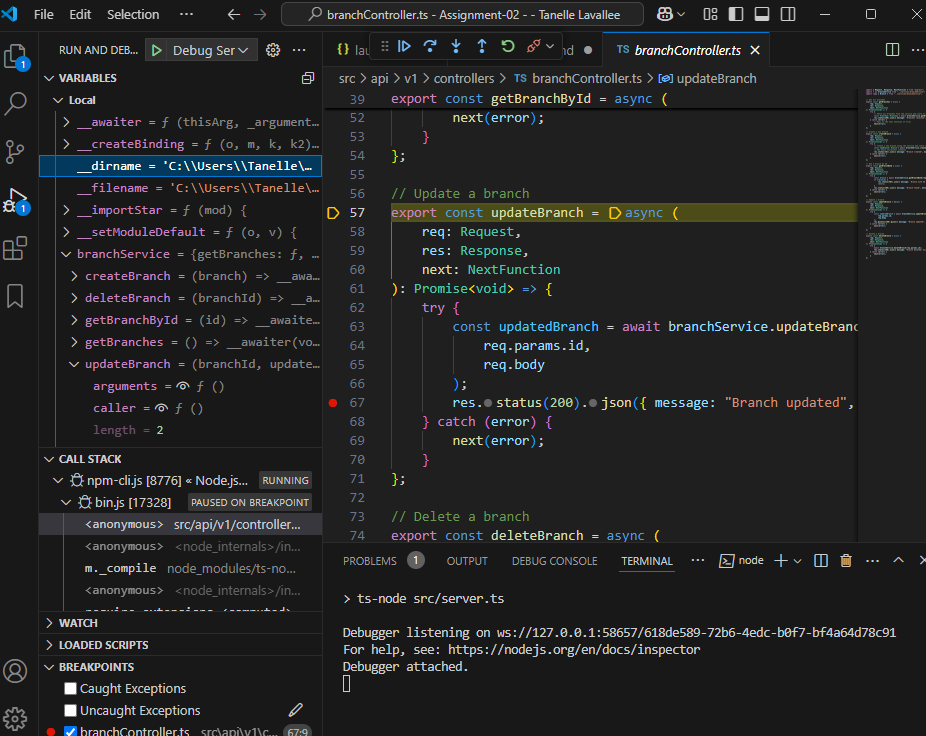 File Edit Selection ··· branchController.ts - Assignment-02 - - Tanelle Lavallee
RUN AND DEB... Debug Ser ···
VARIABLES
Local
__awaiter = ƒ (thisArg, _argument…
__createBinding = ƒ (o, m, k, k2)…
__dirname = 'C:\\Users\\Tanelle\…
__filename = 'C:\\Users\\Tanelle\…
__importStar = ƒ (mod) {
__setModuleDefault = ƒ (o, v) {
branchService = {getBranches: ƒ, …
createBranch = (branch) => __awa…
deleteBranch = (branchId) => __a…
getBranchById = (id) => __awaite…
getBranches = () => __awaiter(vo…
updateBranch = (branchId, update…
arguments = ƒ ()
caller = ƒ ()
length = 2
CALL STACK
npm-cli.js [8776] « Node.js... RUNNING
bin.js [17328] PAUSED ON BREAKPOINT
<anonymous> src/api/v1/controller...
<anonymous> <node_internals>/in...
m._compile node_modules/ts-no...
<anonymous> <node_internals>/in...
WATCH
LOADED SCRIPTS
BREAKPOINTS
Caught Exceptions
Uncaught Exceptions
branchController.ts src\api\v1\c... 67:9
{} lau nd TS branchController.ts
src > api > v1 > controllers > TS branchController.ts > updateBranch
39 export const getBranchById = async (
52 next(error);
53 }
54 };
55
56 // Update a branch
57 export const updateBranch = async (
58 req: Request,
59 res: Response,
60 next: NextFunction
61 ): Promise<void> => {
62 try {
63 const updatedBranch = await branchService.updateBranc
64 req.params.id,
65 req.body
66 );
67 res.status(200).json({ message: "Branch updated",
68 } catch (error) {
69 next(error);
70 }
71 };
72
73 // Delete a branch
74 export const deleteBranch = async (
PROBLEMS 1 OUTPUT DEBUG CONSOLE TERMINAL ··· node
> ts-node src/server.ts
Debugger listening on ws://127.0.0.1:58657/618de589-72b6-4edc-b0f7-bf4a64d78c91
For help, see: https://nodejs.org/en/docs/inspector
Debugger attached.